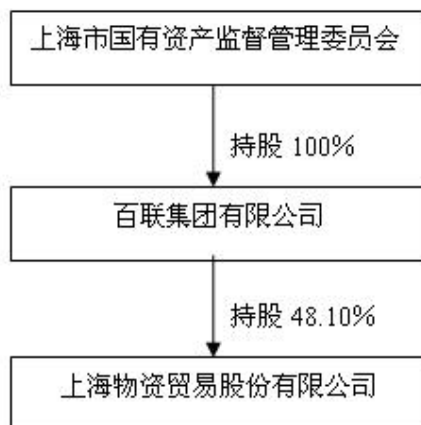 上海市国有资产监督管理委员会
持股 100%
百联集团有限公司
持股 48.10%
上海物资贸易股份有限公司